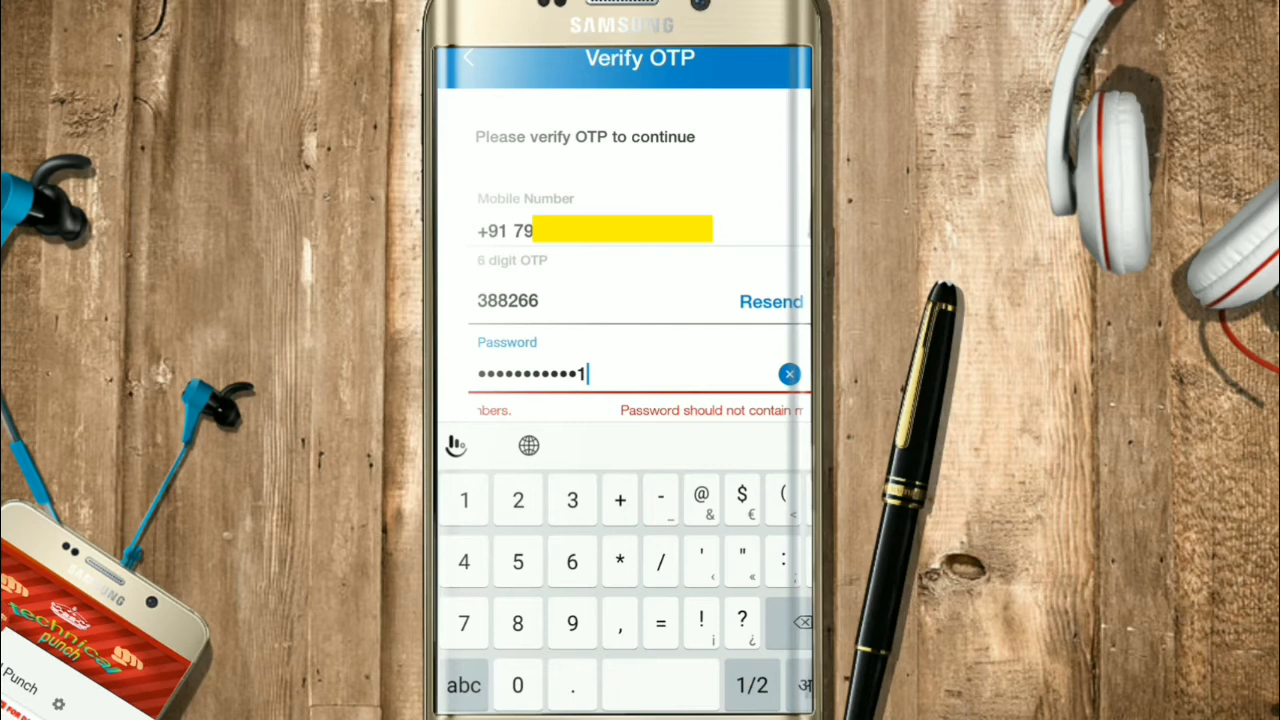 SAMSUNG
Verify OTP
Please verify OTP to continue
Mobile Number
+91 79
6 digit OTP
388266
Resend
Password
•••••••••••1
nbers. Password should not contain
1 2 3 + - _ @ & $ € ( <
4 5 6 * / ' ‹ " « : ;
7 8 9 , = ! ¡ ? ¿
abc 0 . 1/2 अ
SAMSUNG
technical
punch
Punch